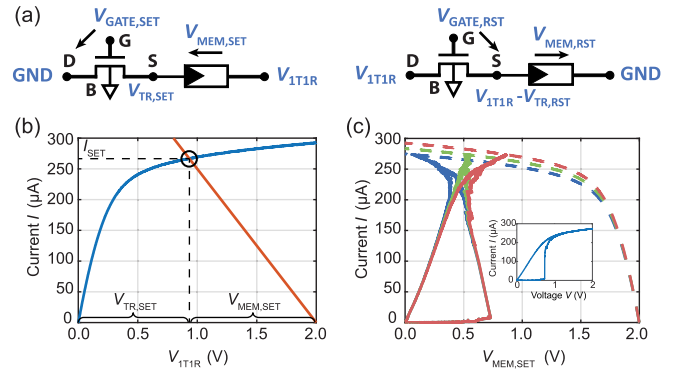 (a)
V_GATE,SET
V_MEM,SET
D
G
S
GND
B
V_TR,SET
V_1T1R
V_GATE,RST
V_MEM,RST
D
G
S
V_1T1R
B
V_1T1R - V_TR,RST
GND
(b)
300
250
200
150
100
50
0
Current I (µA)
I_SET
V_TR,SET
V_MEM,SET
0
0.5
1.0
1.5
2.0
V_1T1R (V)
(c)
300
250
200
150
100
50
0
Current I (µA)
300
200
100
0
Current I (µA)
0
1
2
Voltage V (V)
0.0
0.5
1.0
1.5
2.0
V_MEM,SET (V)